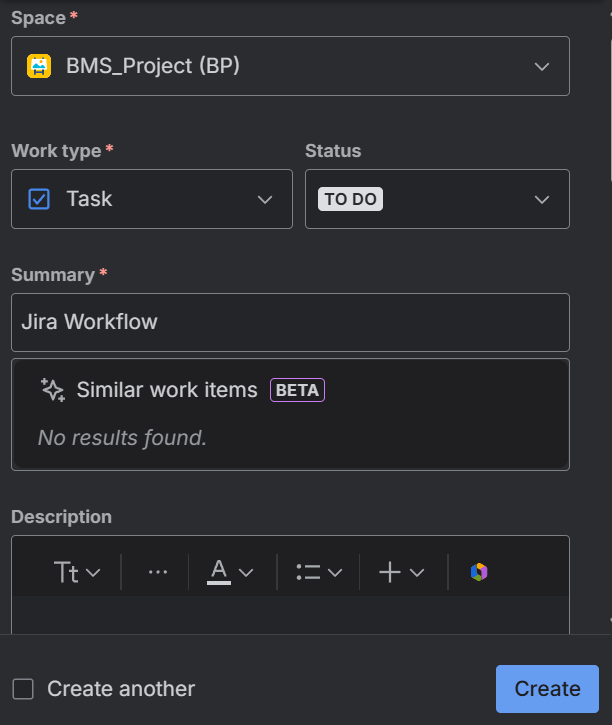 Space *
BMS_Project (BP)
Work type * Status
Task TO DO
Summary *
Jira Workflow
Similar work items BETA
No results found.
Description
Tt ... A
Create another Create